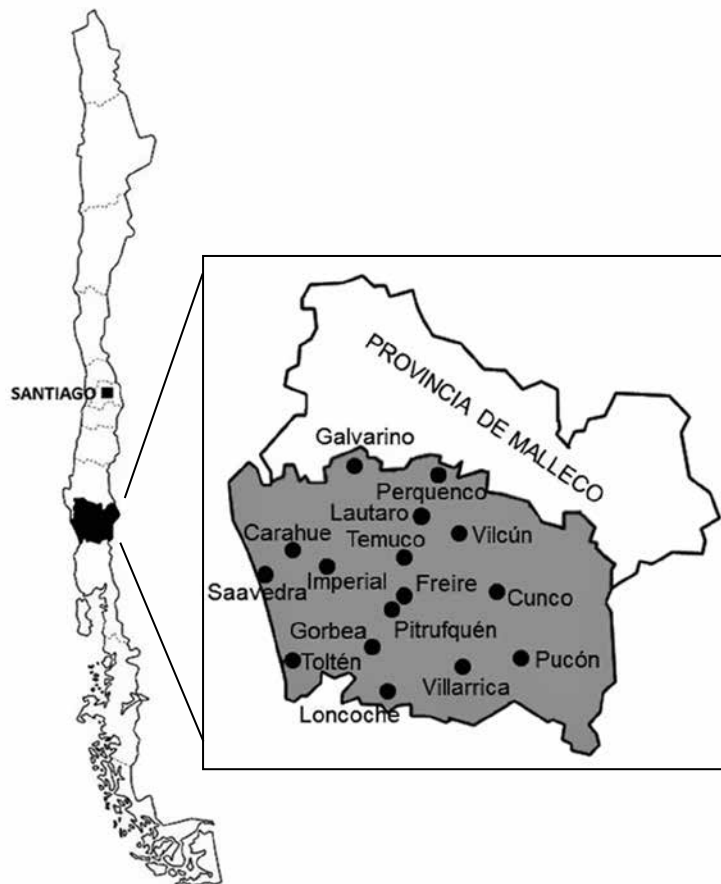 SANTIAGO
PROVINCIA DE MALLECO
Galvarino
Perquenco
Lautaro
Carahue
Temuco
Vilcún
Saavedra
Imperial
Freire
Cunco
Gorbea
Pitrufquén
Toltén
Pucón
Villarrica
Loncoche